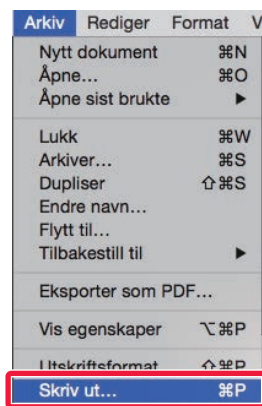 Arkiv Rediger Format V
Nytt dokument ⌘N
Åpne... ⌘O
Åpne sist brukte ▶
Lukk ⌘W
Arkiver... ⌘S
Dupliser ⇧⌘S
Endre navn...
Flytt til...
Tilbakestill til ▶
Eksporter som PDF...
Vis egenskaper ⌥⌘P
Utskriftsformat ⇧⌘P
Skriv ut... ⌘P